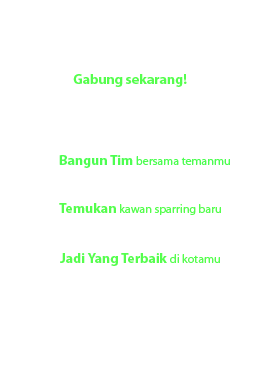 Gabung sekarang!
Bangun Tim bersama temanmu
Temukan kawan sparring baru
Jadi Yang Terbaik di kotamu